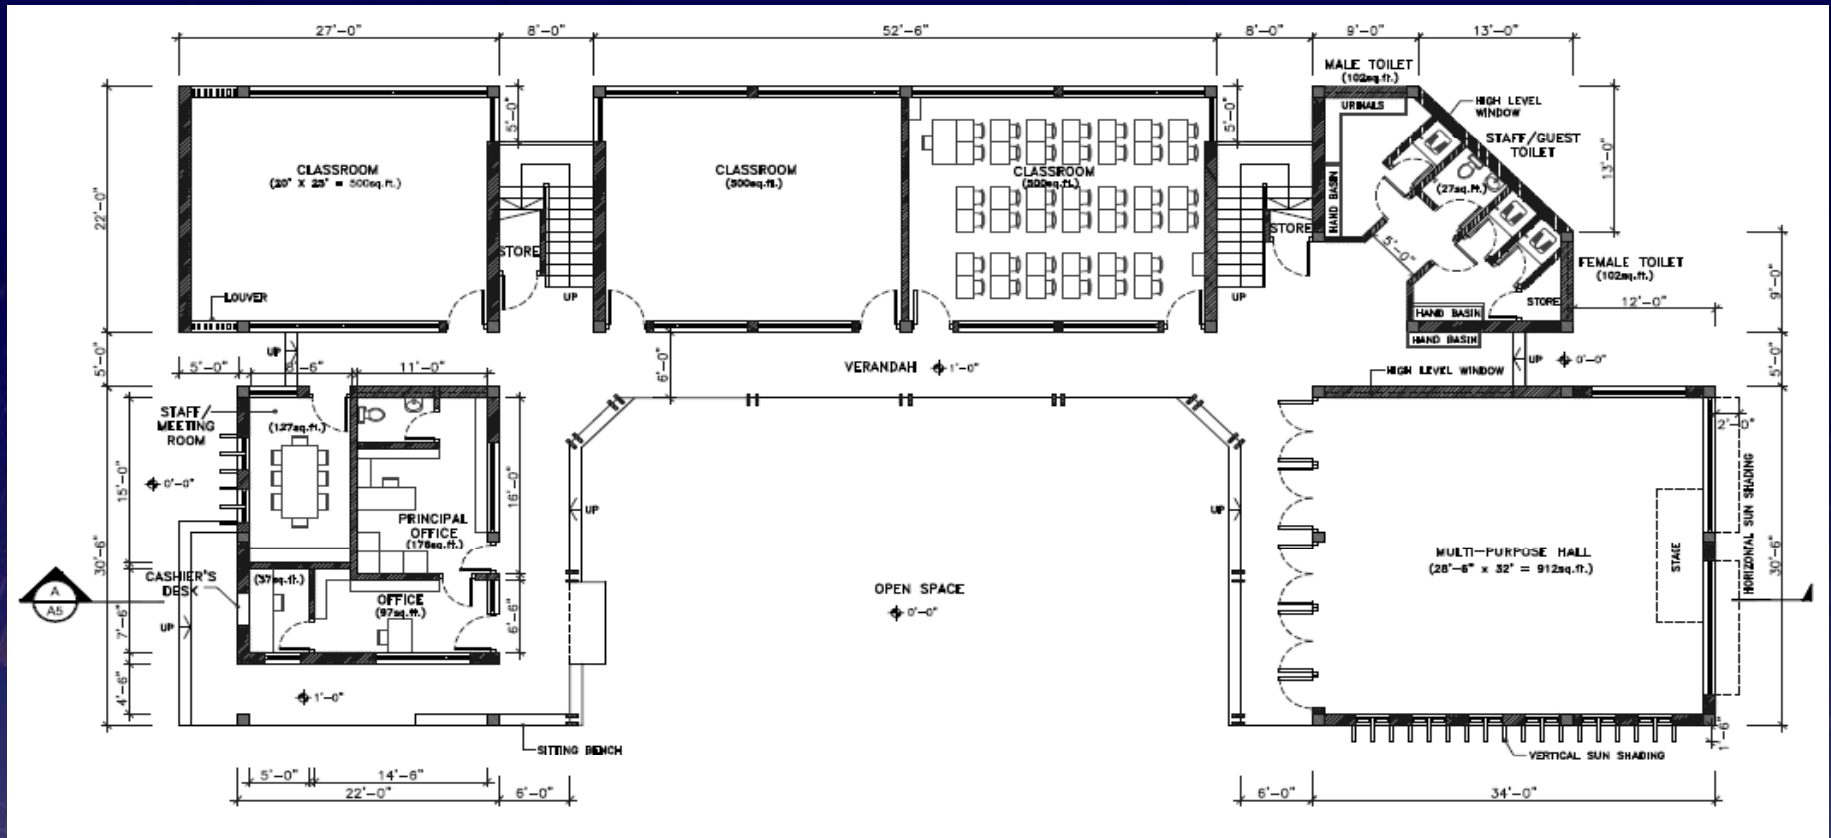 27'-0"
8'-0"
52'-6"
8'-0"
9'-0"
13'-0"
MALE TOILET
(102sq.ft.)
URINALS
HIGH LEVEL
WINDOW
STAFF/GUEST
TOILET
5'-0"
5'-0"
13'-0"
22'-0"
CLASSROOM
(20' X 25' = 500sq.ft.)
CLASSROOM
(500sq.ft.)
CLASSROOM
(500sq.ft.)
HAND BASIN
(27sq.ft.)
STORE
STORE
5'-0"
FEMALE TOILET
(102sq.ft.)
9'-0"
LOUVER
UP
UP
STORE
12'-0"
HAND BASIN
HAND BASIN
5'-0"
UP
5'-0"
11'-0"
6'-0"
VERANDAH
1'-0"
HIGH LEVEL WINDOW
UP
0'-0"
5'-0"
STAFF/
MEETING
ROOM
(127sq.ft.)
2'-0"
0'-0"
15'-0"
16'-0"
HORIZONTAL SUN SHADING
PRINCIPAL
OFFICE
(176sq.ft.)
UP
UP
30'-6"
30'-6"
MULTI-PURPOSE HALL
(28'-6" x 32' = 912sq.ft.)
STAGE
CASHIER'S
DESK
(37sq.ft.)
OFFICE
(97sq.ft.)
OPEN SPACE
0'-0"
A
A5
7'-6"
6'-6"
UP
4'-6"
1'-0"
SITTING BENCH
VERTICAL SUN SHADING
1'-6"
5'-0"
14'-6"
22'-0"
6'-0"
6'-0"
34'-0"